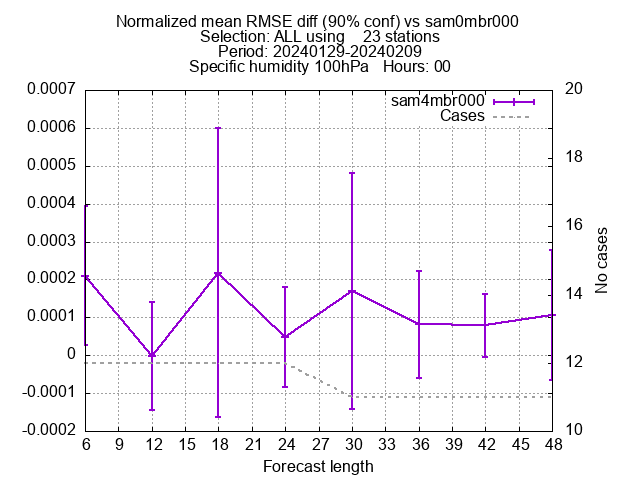 Normalized mean RMSE diff (90% conf) vs sam0mbr000
Selection: ALL using    23 stations
Period: 20240129-20240209
Specific humidity 100hPa   Hours: 00
sam4mbr000
Cases
0.0007
0.0006
0.0005
0.0004
0.0003
0.0002
0.0001
0
-0.0001
-0.0002
20
18
16
14
12
10
No cases
6 9 12 15 18 21 24 27 30 33 36 39 42 45 48
Forecast length